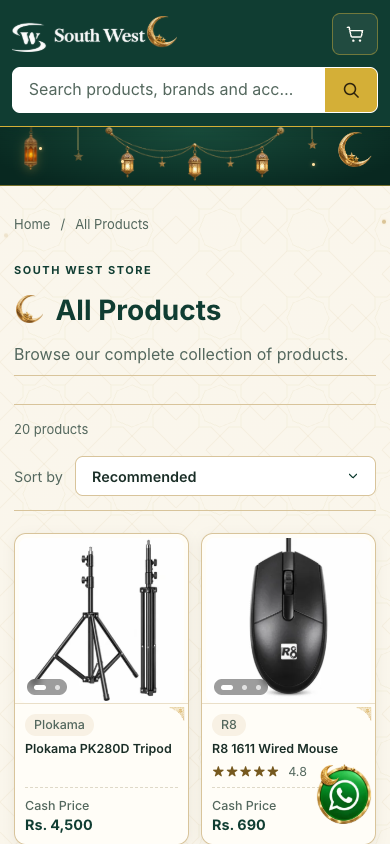 South West
Search products, brands and acc...
Home / All Products
SOUTH WEST STORE
All Products
Browse our complete collection of products.
20 products
Sort by Recommended
R8
Plokama R8
Plokama PK280D Tripod R8 1611 Wired Mouse
4.8
Cash Price Cash Price
Rs. 4,500 Rs. 690